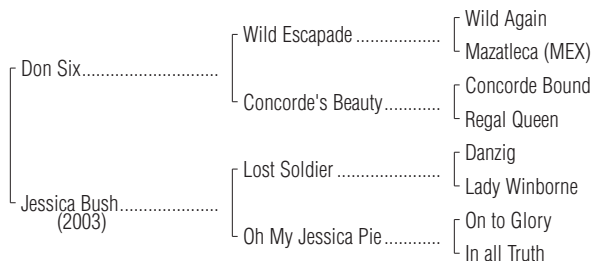 Wild Again
Wild Escapade ..................
Mazatleca (MEX)
Don Six.............................
Concorde Bound
Concorde's Beauty............
Regal Queen
Danzig
Lost Soldier ......................
Lady Winborne
Jessica Bush.....................
(2003)
On to Glory
Oh My Jessica Pie............
In all Truth